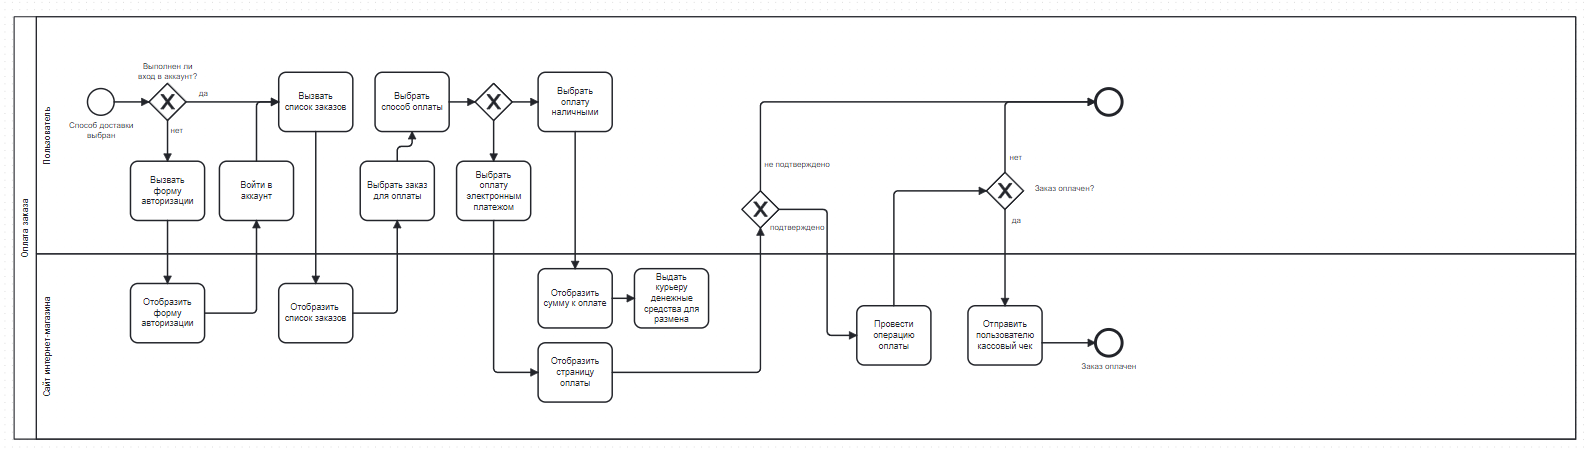 Оплата заказа
Пользователь
Способ доставки
выбран
Выполнен ли
вход в аккаунт?
да
нет
Вызвать
форму
авторизации
Войти в
аккаунт
Вызвать
список заказов
Выбрать
способ оплаты
Выбрать заказ
для оплаты
Выбрать
оплату
наличными
Выбрать
оплату
электронным
платежом
не подтверждено
подтверждено
нет
Заказ оплачен?
да
Сайт интернет-магазина
Отобразить
форму
авторизации
Отобразить
список заказов
Отобразить
сумму к оплате
Выдать
курьеру
денежные
средства для
размена
Отобразить
страницу
оплаты
Провести
операцию
оплаты
Отправить
пользователю
кассовый чек
Заказ оплачен